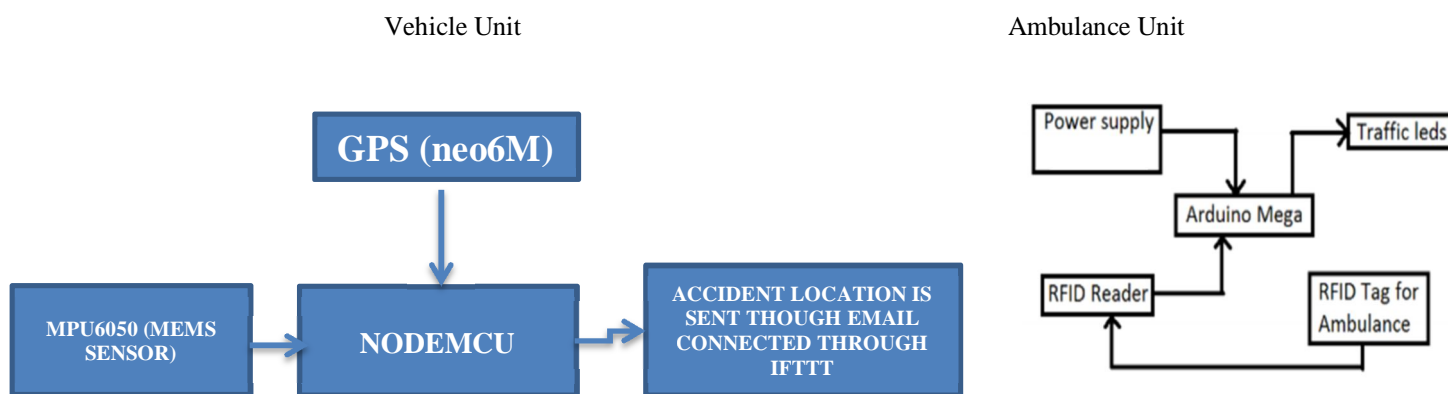 Vehicle Unit
Ambulance Unit
GPS (neo6M)
MPU6050 (MEMS
SENSOR)
NODEMCU
ACCIDENT LOCATION IS
SENT THOUGH EMAIL
CONNECTED THROUGH
IFTTT
Power supply
Traffic leds
Arduino Mega
RFID Reader
RFID Tag for
Ambulance